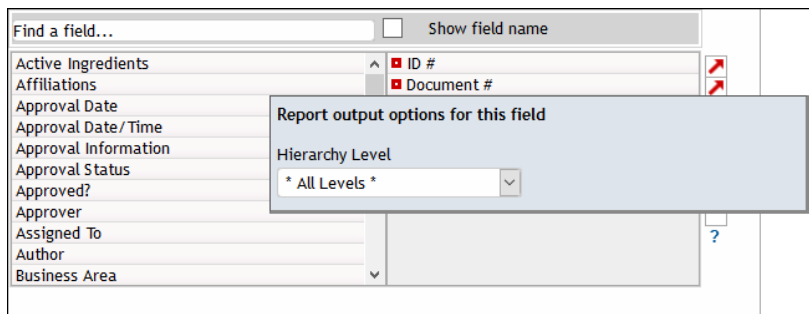 Find a field...
Show field name
Active Ingredients
Affiliations
Approval Date
Approval Date/Time
Approval Information
Approval Status
Approved?
Approver
Assigned To
Author
Business Area
ID #
Document #
Report output options for this field
Hierarchy Level
* All Levels *
?